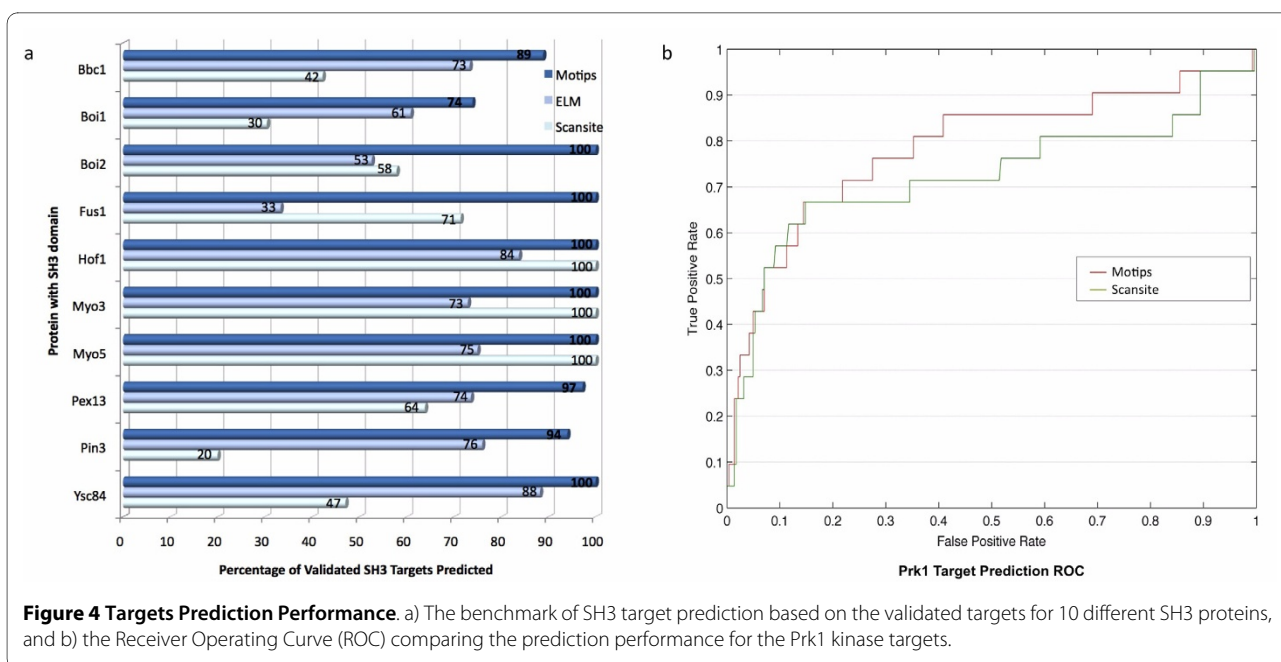 a
Bbc1
89
73
42
Motips
ELM
Scansite
Boi1
74
61
30
Boi2
100
53
58
Fus1
100
33
71
Hof1
100
84
100
Myo3
100
73
100
Myo5
100
75
100
Pex13
97
74
64
Pin3
94
76
20
Ysc84
100
88
47
Protein with SH3 domain
0 10 20 30 40 50 60 70 80 90 100
Percentage of Validated SH3 Targets Predicted
b
1
0.9
0.8
0.7
0.6
0.5
0.4
0.3
0.2
0.1
0
True Positive Rate
Motips
Scansite
0 0.1 0.2 0.3 0.4 0.5 0.6 0.7 0.8 0.9 1
False Positive Rate
Prk1 Target Prediction ROC
Figure 4 Targets Prediction Performance. a) The benchmark of SH3 target prediction based on the validated targets for 10 different SH3 proteins,
and b) the Receiver Operating Curve (ROC) comparing the prediction performance for the Prk1 kinase targets.